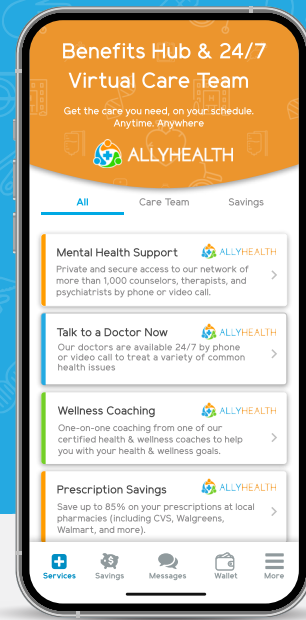 Benefits Hub & 24/7
Virtual Care Team
Get the care you need, on your schedule.
Anytime. Anywhere
ALLYHEALTH
All Care Team Savings
Mental Health Support ALLYHEALTH
Private and secure access to our network of
more than 1,000 counselors, therapists, and
psychiatrists by phone or video call.
Talk to a Doctor Now ALLYHEALTH
Our doctors are available 24/7 by phone
or video call to treat a variety of common
health issues
Wellness Coaching ALLYHEALTH
One-on-one coaching from one of our
certified health & wellness coaches to help
you with your health & wellness goals.
Prescription Savings ALLYHEALTH
Save up to 85% on your prescriptions at local
pharmacies (including CVS, Walgreens,
Walmart, and more).
Services Savings Messages Wallet More